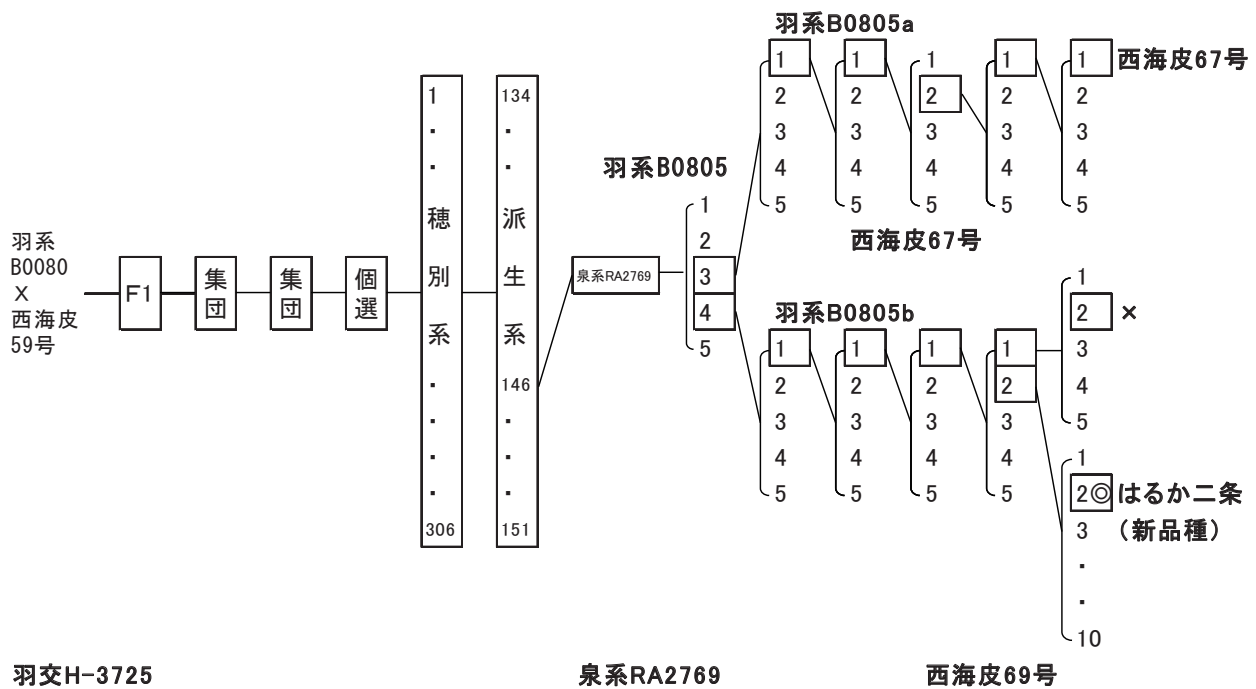 羽系
B0080
X
西海皮
59号
F1
集団
集団
個選
1
・
・
穂
別
系
・
・
・
・
306
134
・
・
派
生
系
146
・
・
・
151
泉系RA2769
羽系B0805
1
2
3
4
5
羽系B0805a
1
2
3
4
5
1
2
3
4
5
1
2
3
4
5
1
2
3
4
5
1
2
3
4
5
西海皮67号
西海皮67号
羽系B0805b
1
2
3
4
5
1
2
3
4
5
1
2
3
4
5
1
2
3
4
5
1
2 ×
3
4
5
1
2◎はるか二条
3 （新品種）
・
・
10
羽交H-3725
泉系RA2769
西海皮69号